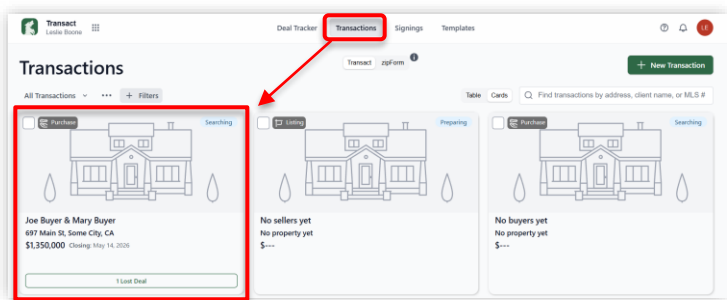 Transact
Leslie Boone
Deal Tracker
Transactions
Signings
Templates
LE
Transactions
Transact zipForm
+ New Transaction
All Transactions
+ Filters
Table Cards
Find transactions by address, client name, or MLS #
Purchase
Searching
Joe Buyer & Mary Buyer
697 Main St, Some City, CA
$1,350,000 Closing: May 14, 2026
1 Lost Deal
Listing
Preparing
No sellers yet
No property yet
$---
Purchase
Searching
No buyers yet
No property yet
$---